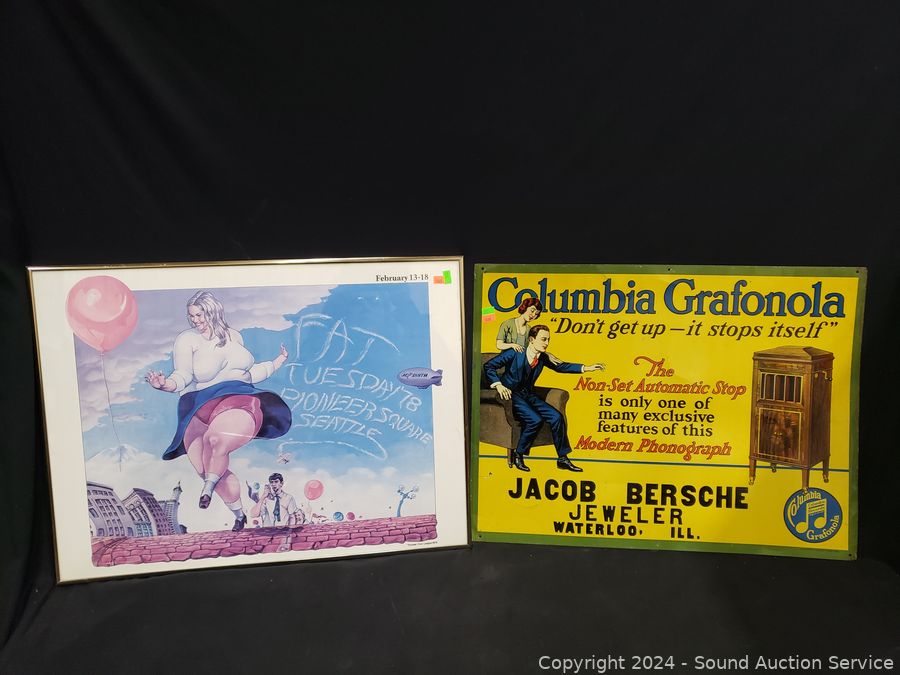 February 13-18
FAT
TUESDAY '78
PIONEER SQUARE
SEATTLE
Columbia Grafonola
"Don't get up – it stops itself"
The
Non-Set Automatic Stop
is only one of
many exclusive
features of this
Modern Phonograph
JACOB BERSCHE
JEWELER
WATERLOO, ILL.
Columbia
Grafonola
Copyright © 2024 - Sound Auction Service